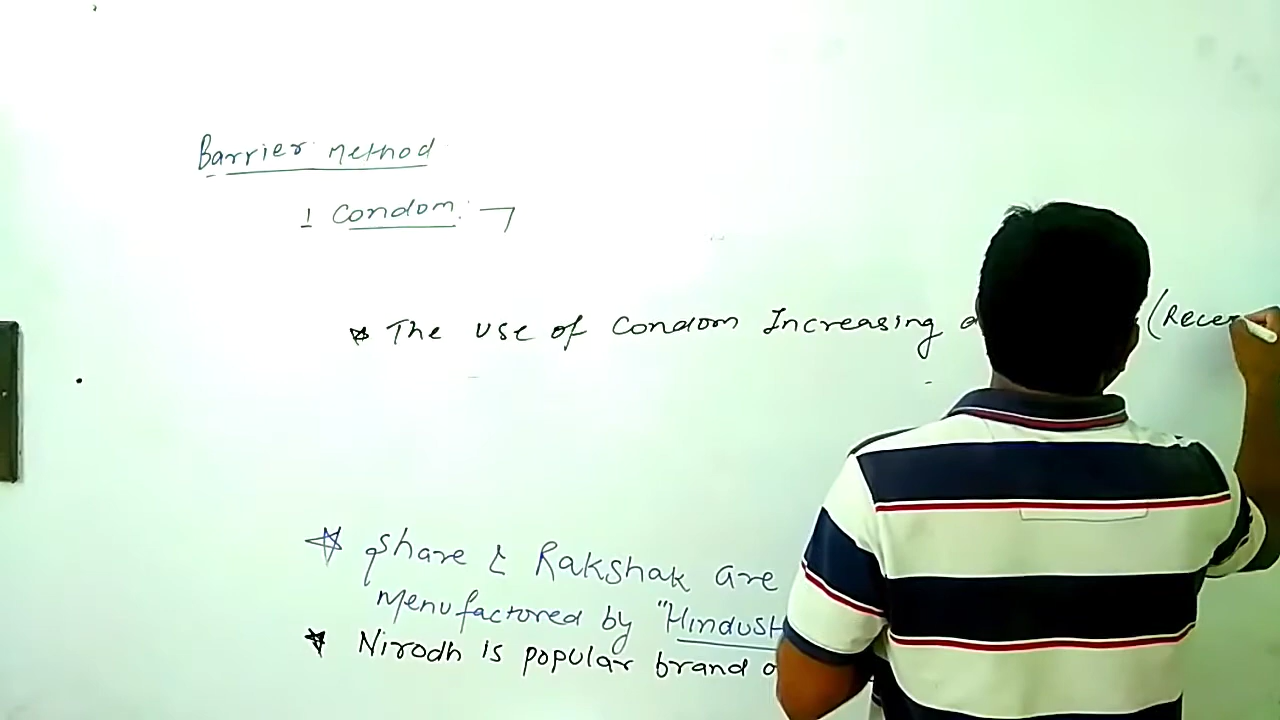 Barrier Method
1 Condom:
* The use of Condom Increasing (Recen
* Share & Rakshak are
Menufactored by "Hindust
* Nirodh is popular brand o